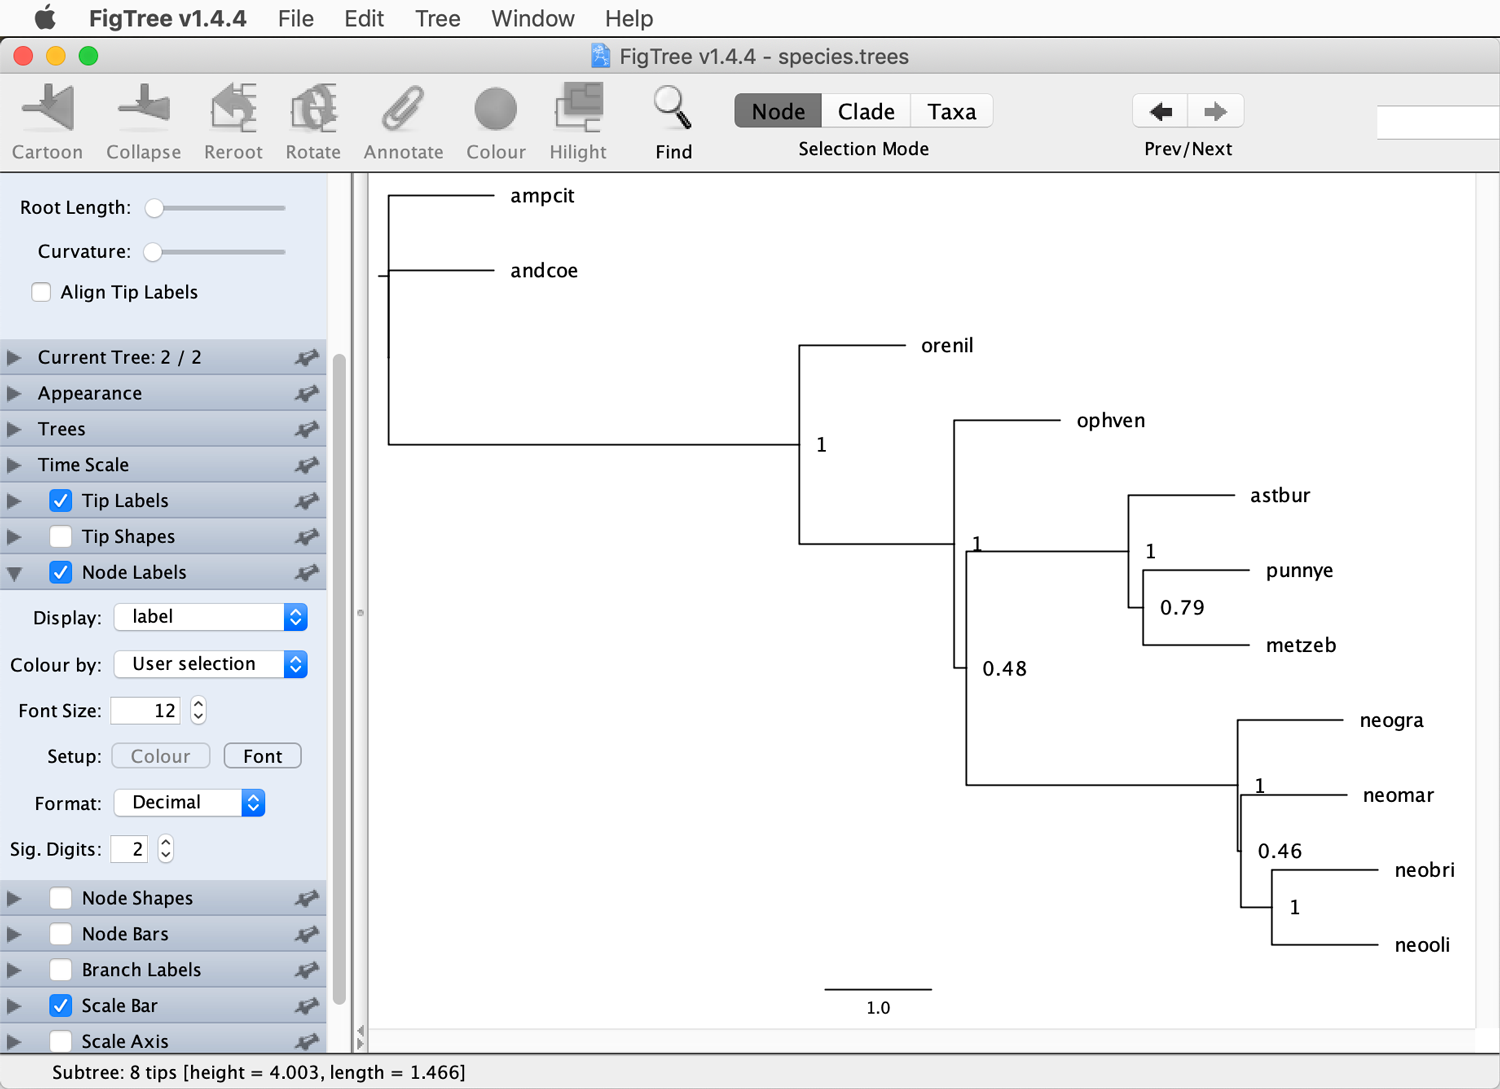 FigTree v1.4.4 File Edit Tree Window Help
FigTree v1.4.4 - species.trees
Cartoon Collapse Reroot Rotate Annotate Colour Hilight Find
Node Clade Taxa
Selection Mode
Prev/Next
Root Length:
Curvature:
Align Tip Labels
Current Tree: 2 / 2
Appearance
Trees
Time Scale
Tip Labels
Tip Shapes
Node Labels
Display: label
Colour by: User selection
Font Size: 12
Setup: Colour Font
Format: Decimal
Sig. Digits: 2
Node Shapes
Node Bars
Branch Labels
Scale Bar
Scale Axis
ampcit
andcoe
orenil
ophven
1
astbur
1
1
punnye
0.79
metzeb
0.48
neogra
1
neomar
0.46
neobri
1
neooli
1.0
Subtree: 8 tips [height = 4.003, length = 1.466]